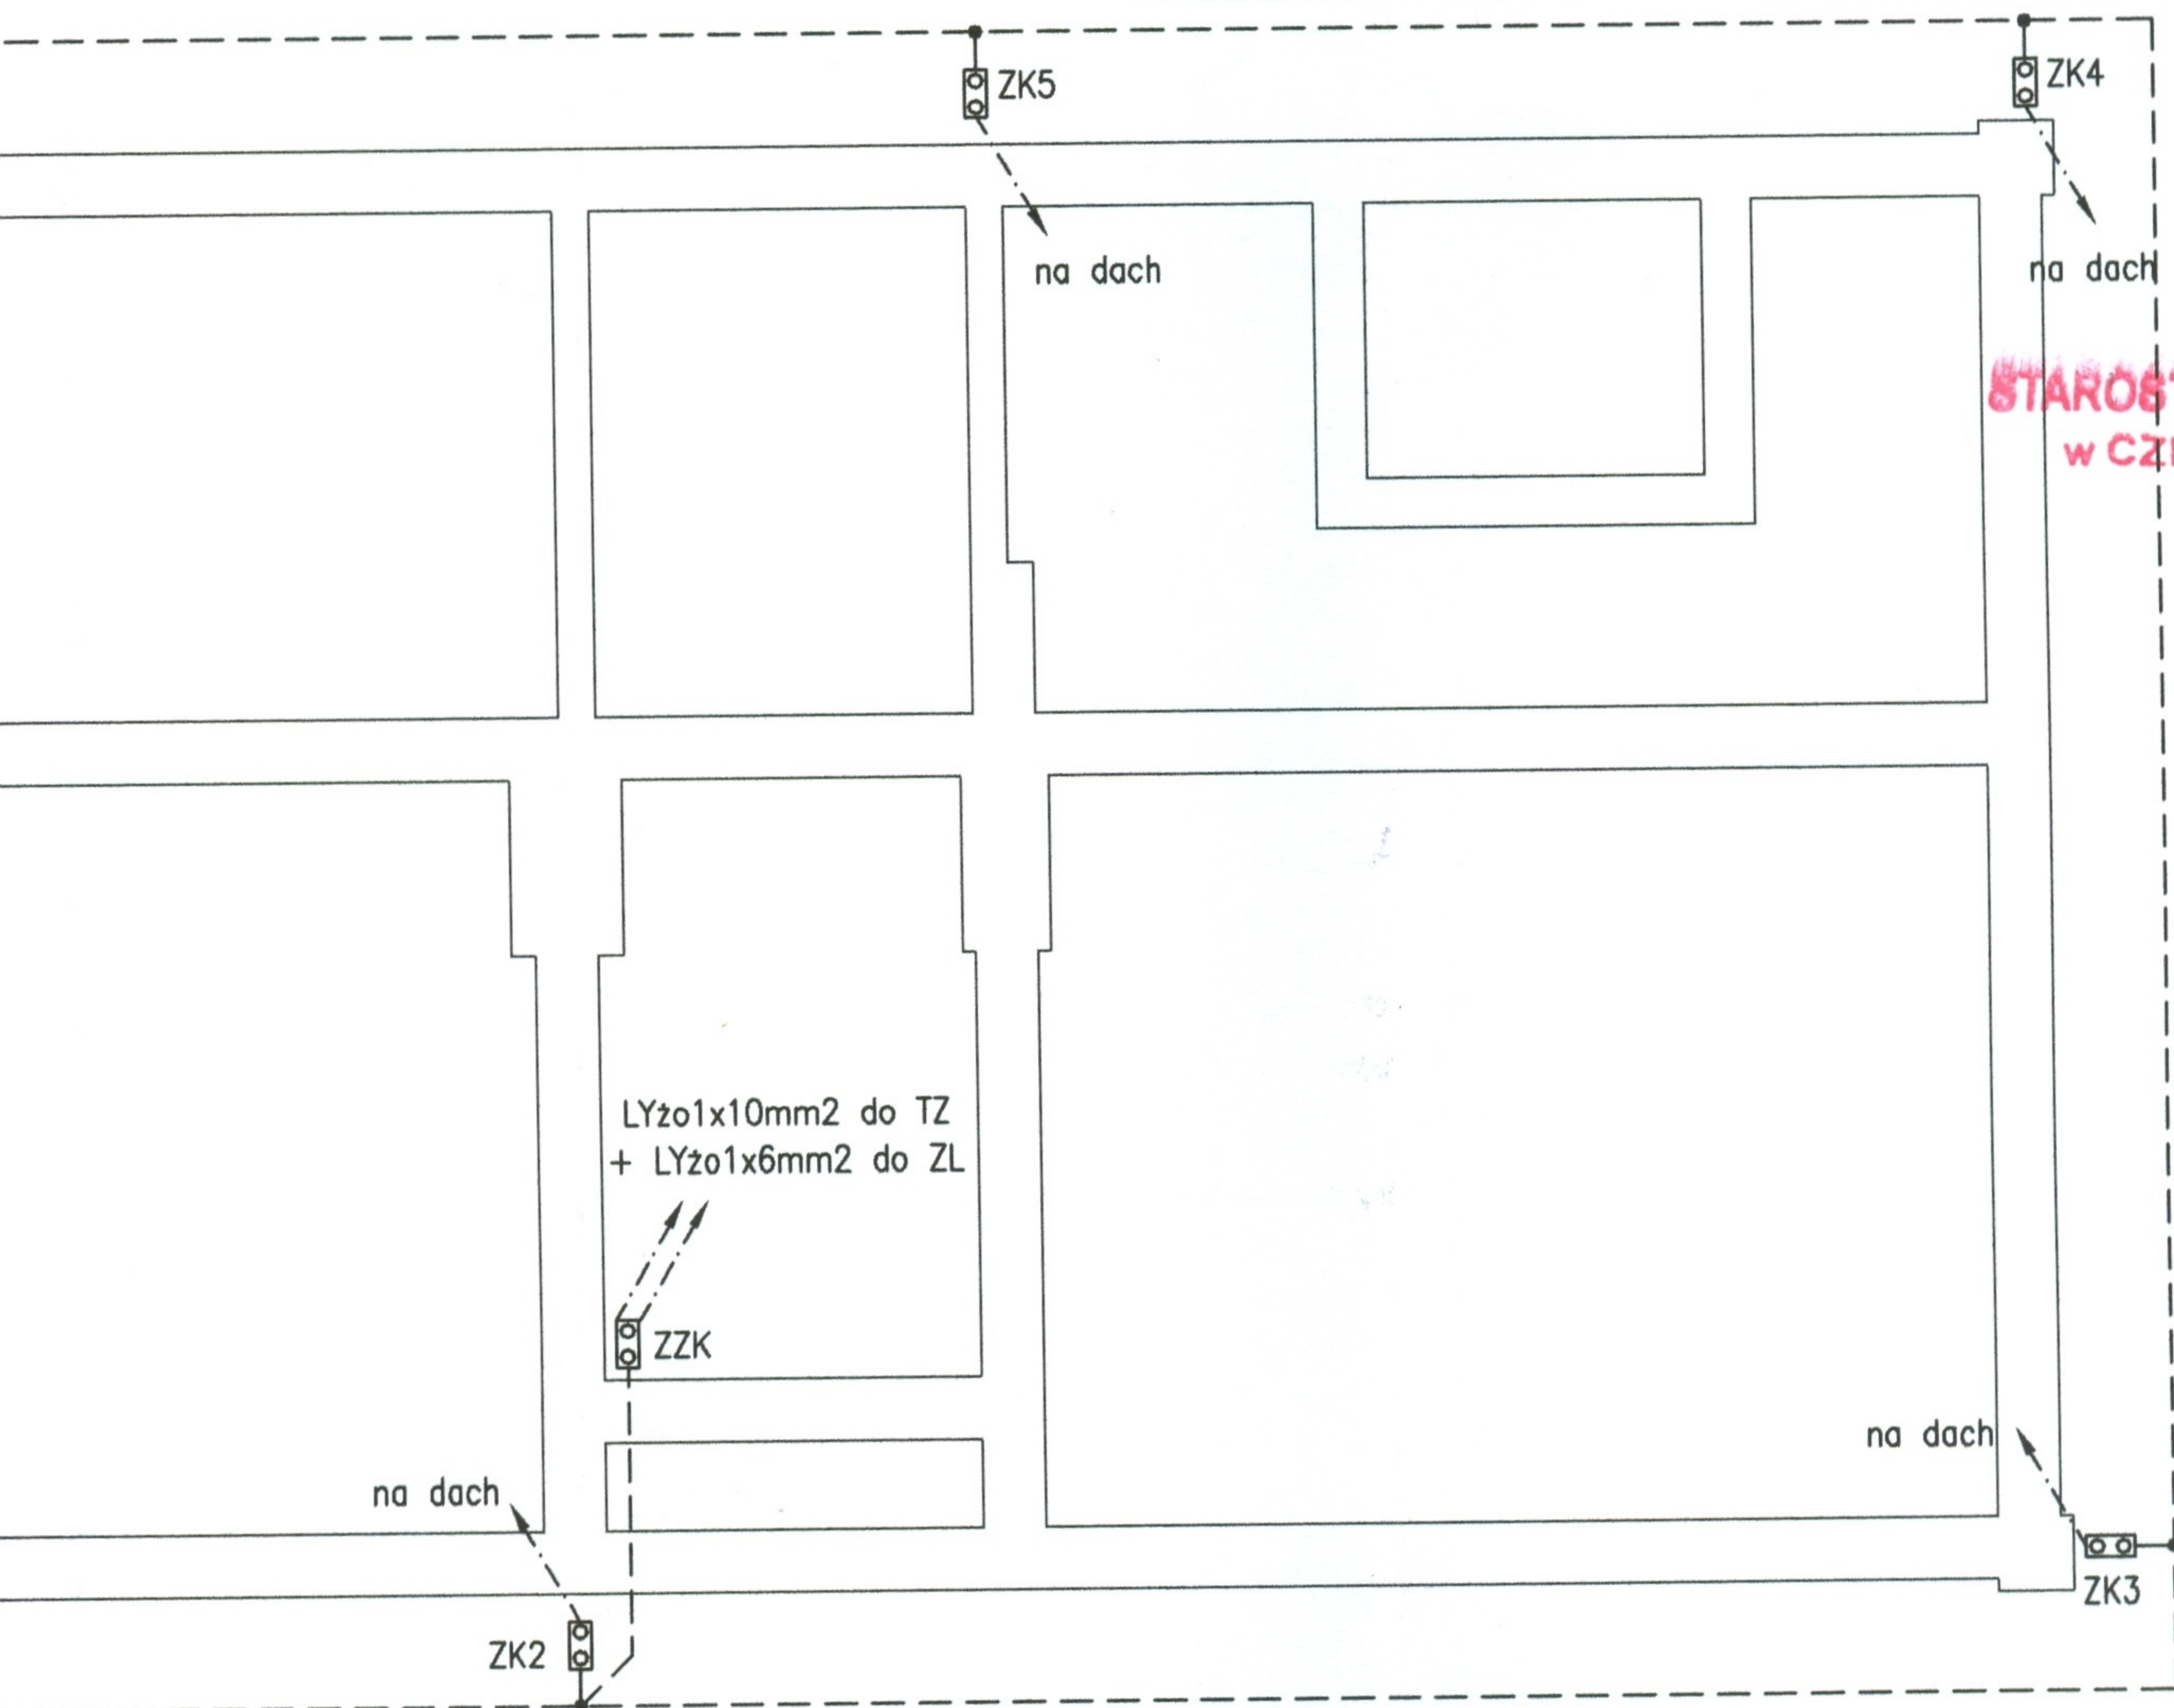 ZK5
ZK4
na dach
na dach
STAROST
w CZ
LYżo1x10mm2 do TZ
+ LYżo1x6mm2 do ZL
ZZK
na dach
na dach
ZK3
ZK2